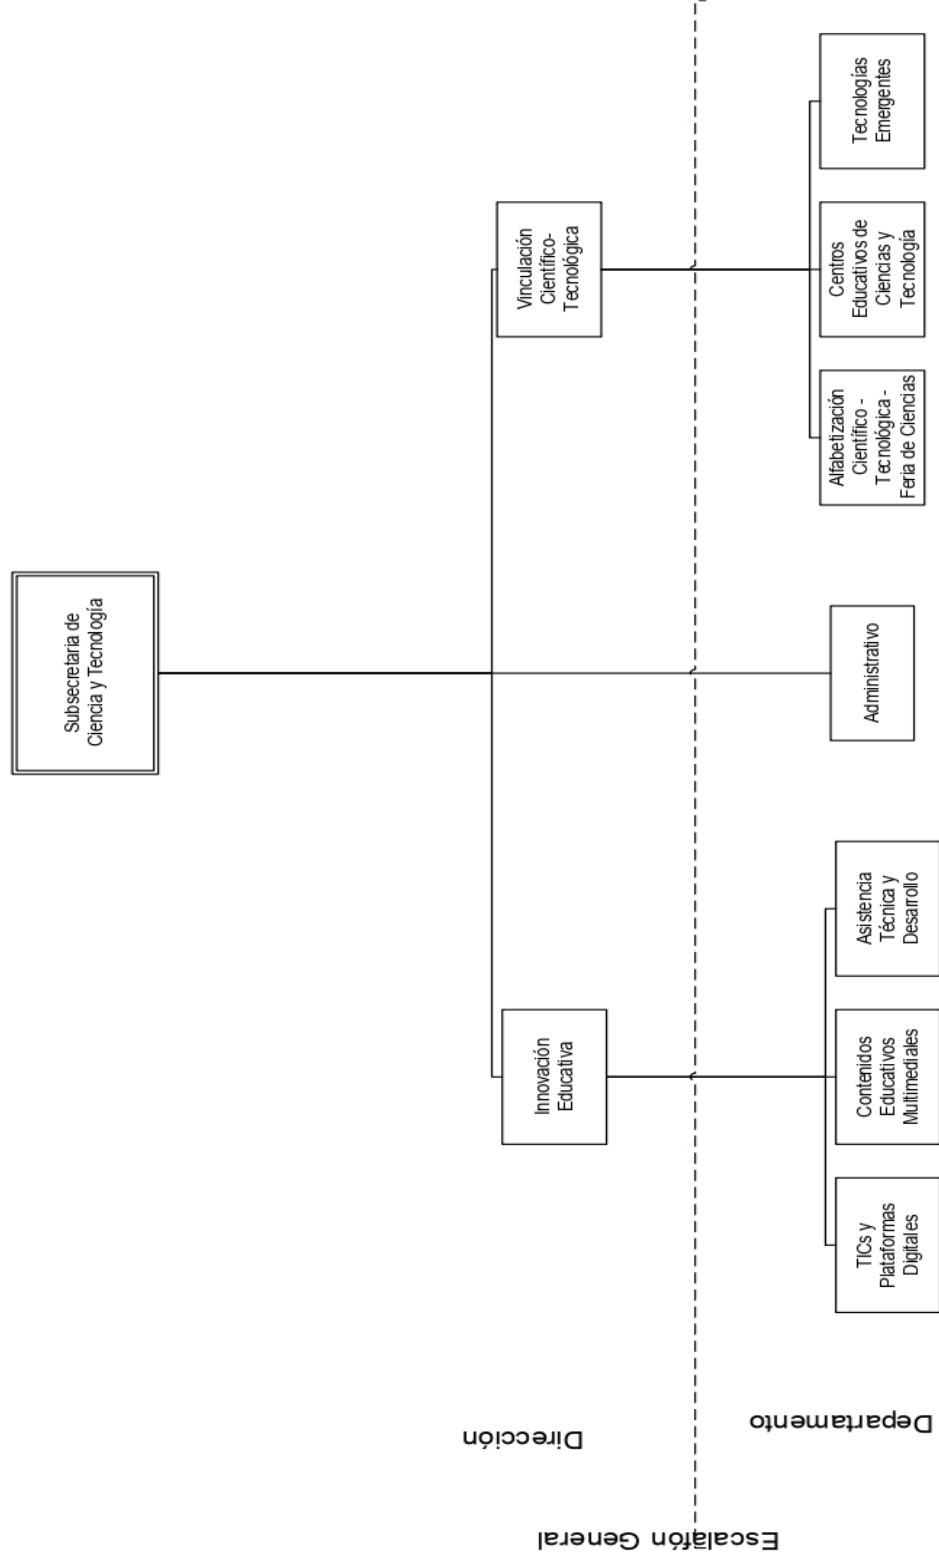 Subsecretaria de
Ciencia y Tecnología
Innovación
Educativa
Vinculación
Científico-
Tecnológica
TICs y
Plataformas
Digitales
Contenidos
Educativos
Multimediales
Asistencia
Técnica y
Desarrollo
Administrativo
Alfabetización
Científico -
Tecnológica -
Feria de Ciencias
Centros
Educativos de
Ciencias y
Tecnología
Tecnologías
Emergentes
Dirección
Departamento
Escalafón General